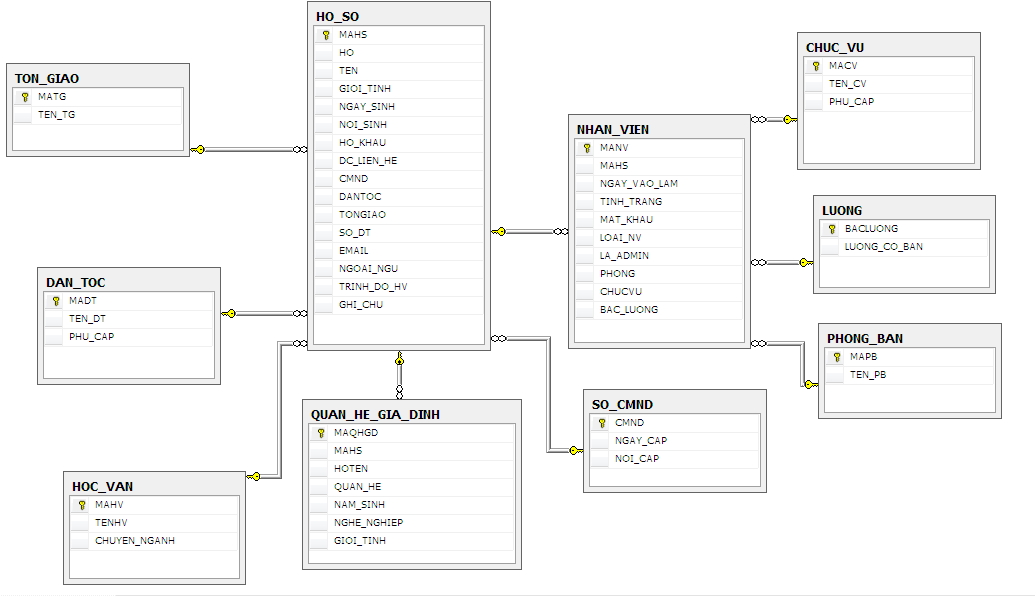 HO_SO
MAHS
HO
TEN
GIOI_TINH
NGAY_SINH
NOI_SINH
HO_KHAU
DC_LIEN_HE
CMND
DANTOC
TONGIAO
SO_DT
EMAIL
NGOAI_NGU
TRINH_DO_HV
GHI_CHU
TON_GIAO
MATG
TEN_TG
CHUC_VU
MACV
TEN_CV
PHU_CAP
NHAN_VIEN
MANV
MAHS
NGAY_VAO_LAM
TINH_TRANG
MAT_KHAU
LOAI_NV
LA_ADMIN
PHONG
CHUCVU
BAC_LUONG
LUONG
BACLUONG
LUONG_CO_BAN
DAN_TOC
MADT
TEN_DT
PHU_CAP
PHONG_BAN
MAPB
TEN_PB
SO_CMND
CMND
NGAY_CAP
NOI_CAP
QUAN_HE_GIA_DINH
MAQHGD
MAHS
HOTEN
QUAN_HE
NAM_SINH
NGHE_NGHIEP
GIOI_TINH
HOC_VAN
MAHV
TENHV
CHUYEN_NGANH